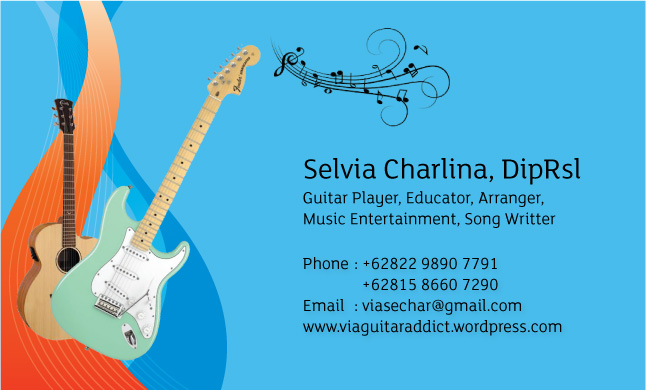 Fender
Selvia Charlina, DipRsl
Guitar Player, Educator, Arranger,
Music Entertainment, Song Writter
Phone : +62822 9890 7791
+62815 8660 7290
Email : viasechar@gmail.com
www.viaguitaraddict.wordpress.com